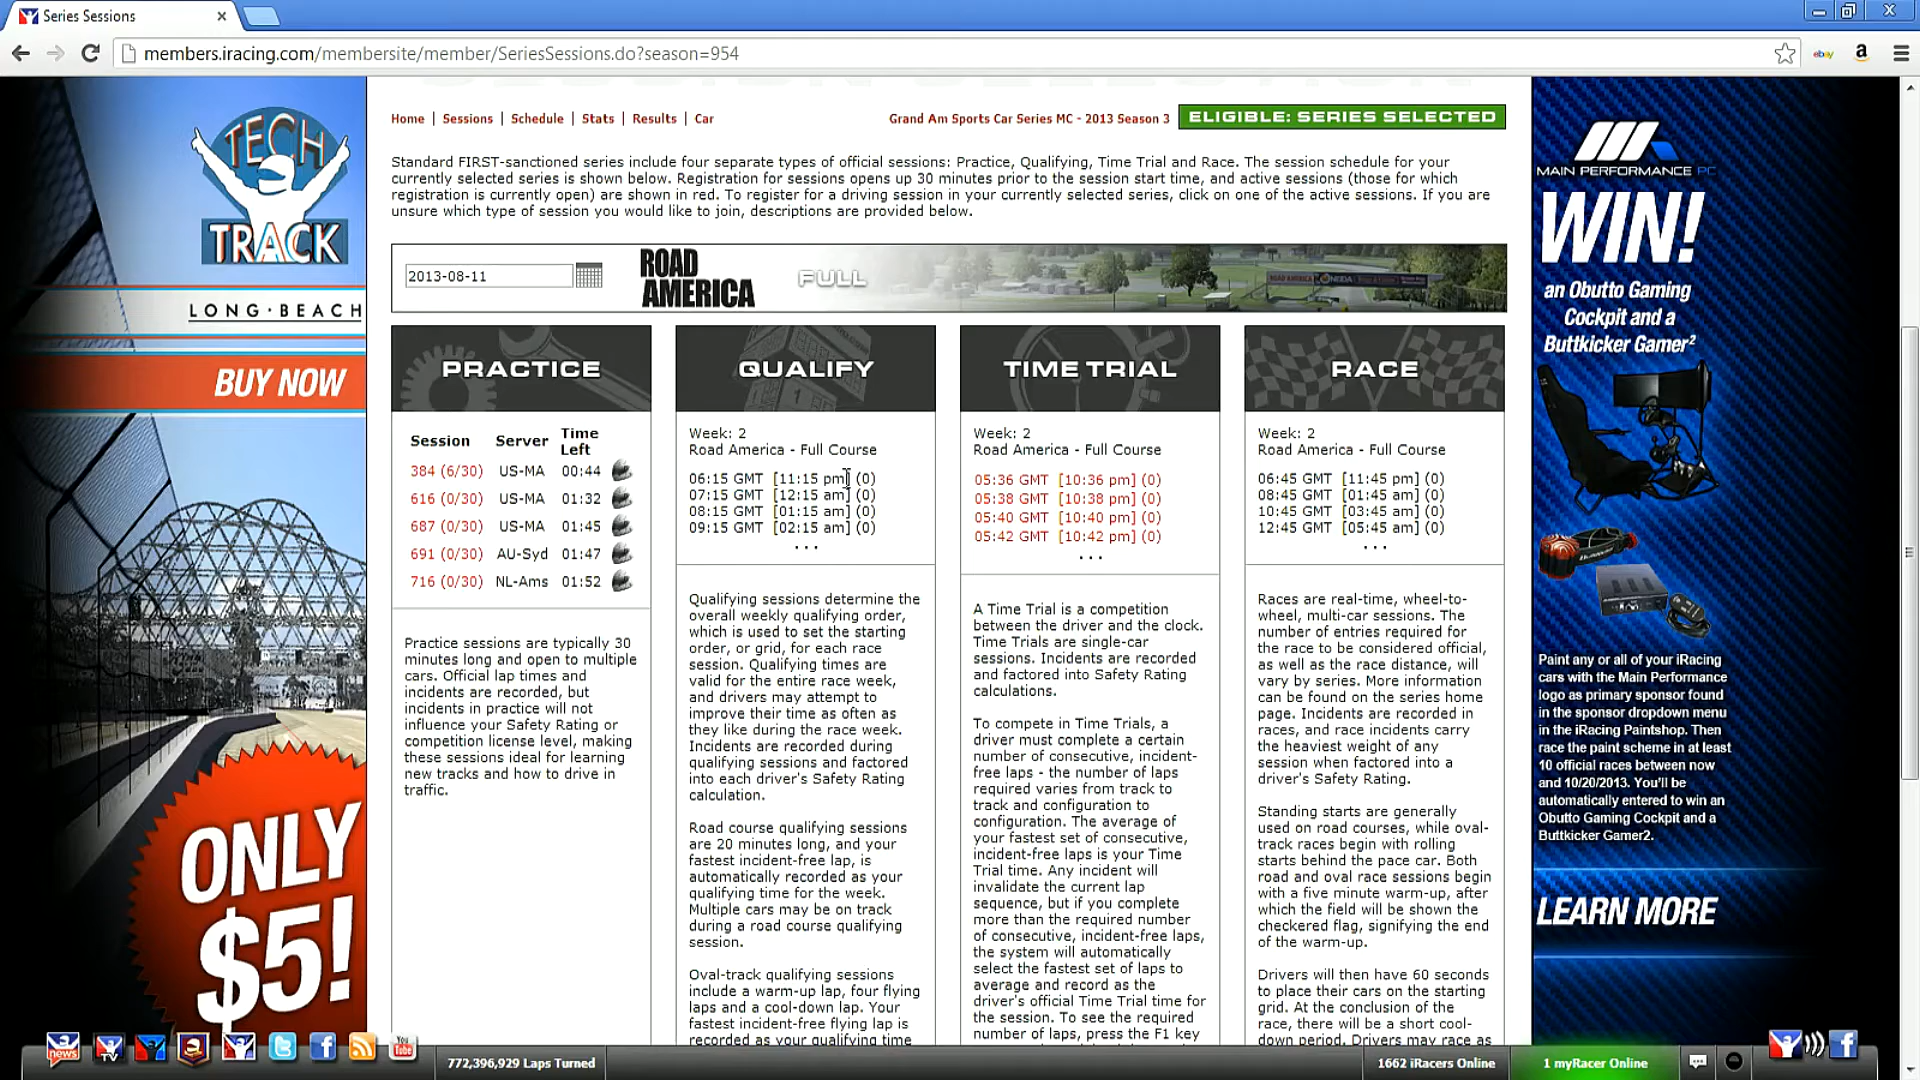 Series Sessions
members.iracing.com/membersite/member/SeriesSessions.do?season=954
ebay
a
TECH
TRACK
LONG·BEACH
BUY NOW
ONLY
$5!
Home | Sessions | Schedule | Stats | Results | Car
Grand Am Sports Car Series MC - 2013 Season 3
ELIGIBLE: SERIES SELECTED
Standard FIRST-sanctioned series include four separate types of official sessions: Practice, Qualifying, Time Trial and Race. The session schedule for your
currently selected series is shown below. Registration for sessions opens up 30 minutes prior to the session start time, and active sessions (those for which
registration is currently open) are shown in red. To register for a driving session in your currently selected series, click on one of the active sessions. If you are
unsure which type of session you would like to join, descriptions are provided below.
2013-08-11
ROAD
AMERICA
FULL
ROAD AMERICA
PRACTICE
Session Server Time
Left
384 (6/30) US-MA 00:44
616 (0/30) US-MA 01:32
687 (0/30) US-MA 01:45
691 (0/30) AU-Syd 01:47
716 (0/30) NL-Ams 01:52
Practice sessions are typically 30
minutes long and open to multiple
cars. Official lap times and
incidents are recorded, but
incidents in practice will not
influence your Safety Rating or
competition license level, making
these sessions ideal for learning
new tracks and how to drive in
traffic.
QUALIFY
Week: 2
Road America - Full Course
06:15 GMT [11:15 pm] (0)
07:15 GMT [12:15 am] (0)
08:15 GMT [01:15 am] (0)
09:15 GMT [02:15 am] (0)
...
Qualifying sessions determine the
overall weekly qualifying order,
which is used to set the starting
order, or grid, for each race
session. Qualifying times are
valid for the entire race week,
and drivers may attempt to
improve their time as often as
they like during the race week.
Incidents are recorded during
qualifying sessions and factored
into each driver's Safety Rating
calculation.
Road course qualifying sessions
are 20 minutes long, and your
fastest incident-free lap, is
automatically recorded as your
qualifying time for the week.
Multiple cars may be on track
during a road course qualifying
session.
Oval-track qualifying sessions
include a warm-up lap, four flying
laps and a cool-down lap. Your
fastest incident-free flying lap is
recorded as your qualifying time
TIME TRIAL
Week: 2
Road America - Full Course
05:36 GMT [10:36 pm] (0)
05:38 GMT [10:38 pm] (0)
05:40 GMT [10:40 pm] (0)
05:42 GMT [10:42 pm] (0)
...
A Time Trial is a competition
between the driver and the clock.
Time Trials are single-car
sessions. Incidents are recorded
and factored into Safety Rating
calculations.
To compete in Time Trials, a
driver must complete a certain
number of consecutive, incident-
free laps - the number of laps
required varies from track to
track and configuration to
configuration. The average of
your fastest set of consecutive,
incident-free laps is your Time
Trial time. Any incident will
invalidate the current lap
sequence, but if you complete
more than the required number
of consecutive, incident-free laps,
the system will automatically
select the fastest set of laps to
average and record as the
driver's official Time Trial time for
the session. To see the required
number of laps, press the F1 key
RACE
Week: 2
Road America - Full Course
06:45 GMT [11:45 pm] (0)
08:45 GMT [01:45 am] (0)
10:45 GMT [03:45 am] (0)
12:45 GMT [05:45 am] (0)
...
Races are real-time, wheel-to-
wheel, multi-car sessions. The
number of entries required for
the race to be considered official,
as well as the race distance, will
vary by series. More information
can be found on the series home
page. Incidents are recorded in
races, and race incidents carry
the heaviest weight of any
session when factored into a
driver's Safety Rating.
Standing starts are generally
used on road courses, while oval-
track races begin with rolling
starts behind the pace car. Both
road and oval race sessions begin
with a five minute warm-up, after
which the field will be shown the
checkered flag, signifying the end
of the warm-up.
Drivers will then have 60 seconds
to place their cars on the starting
grid. At the conclusion of the
race, there will be a short cool-
down period. Drivers may race as
MAIN PERFORMANCE PC
WIN!
an Obutto Gaming
Cockpit and a
Buttkicker Gamer²
Paint any or all of your iRacing
cars with the Main Performance
logo as primary sponsor found
in the sponsor dropdown menu
in the iRacing Paintshop. Then
race the paint scheme in at least
10 official races between now
and 10/20/2013. You'll be
automatically entered to win an
Obutto Gaming Cockpit and a
Buttkicker Gamer2.
LEARN MORE
news
TV
You
Tube
772,396,929 Laps Turned
1662 iRacers Online
1 myRacer Online